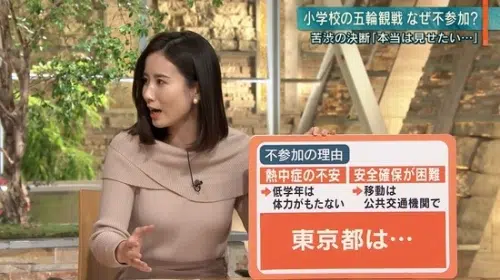 小学校の五輪観戦 なぜ不参加?
苦渋の決断「本当は見せたい…」
不参加の理由
熱中症の不安
➡低学年は
体力がもたない
安全確保が困難
➡移動は
公共交通機関で
東京都は…